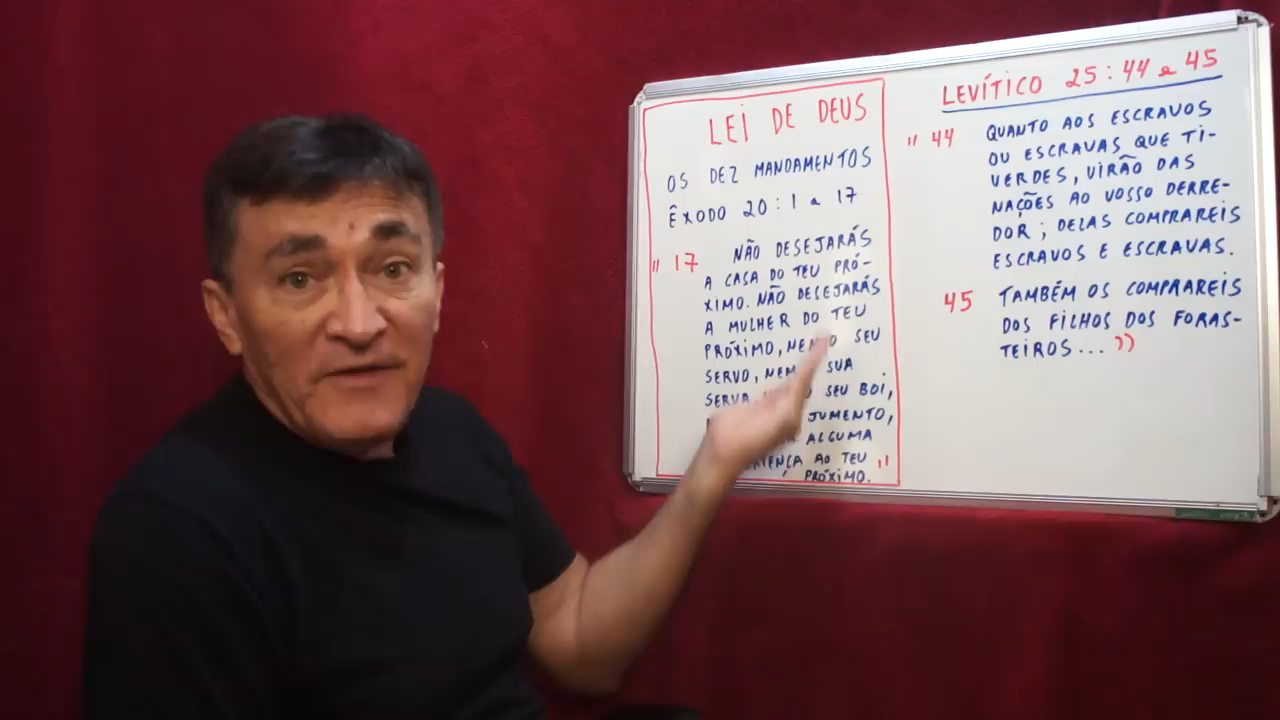 LEI DE DEUS
OS DEZ MANDAMENTOS
ÊXODO 20:1 a 17
" 17 NÃO DESEJARÁS
A CASA DO TEU PRÓ-
XIMO. NÃO DESEJARÁS
A MULHER DO TEU
PRÓXIMO, SEU
SERVO, NEM SUA
SERVA, SEU BOI,
JUMENTO,
ALGUMA
AO TEU "
PRÓXIMO.
LEVÍTICO 25:44 e 45
" 44 QUANTO AOS ESCRAVOS
OU ESCRAVAS QUE TI-
VERDES, VIRÃO DAS
NAÇÕES AO VOSSO DERRE-
DOR; DELAS COMPRAREIS
ESCRAVOS E ESCRAVAS.
45 TAMBÉM OS COMPRAREIS
DOS FILHOS DOS FORAS-
TEIROS... "